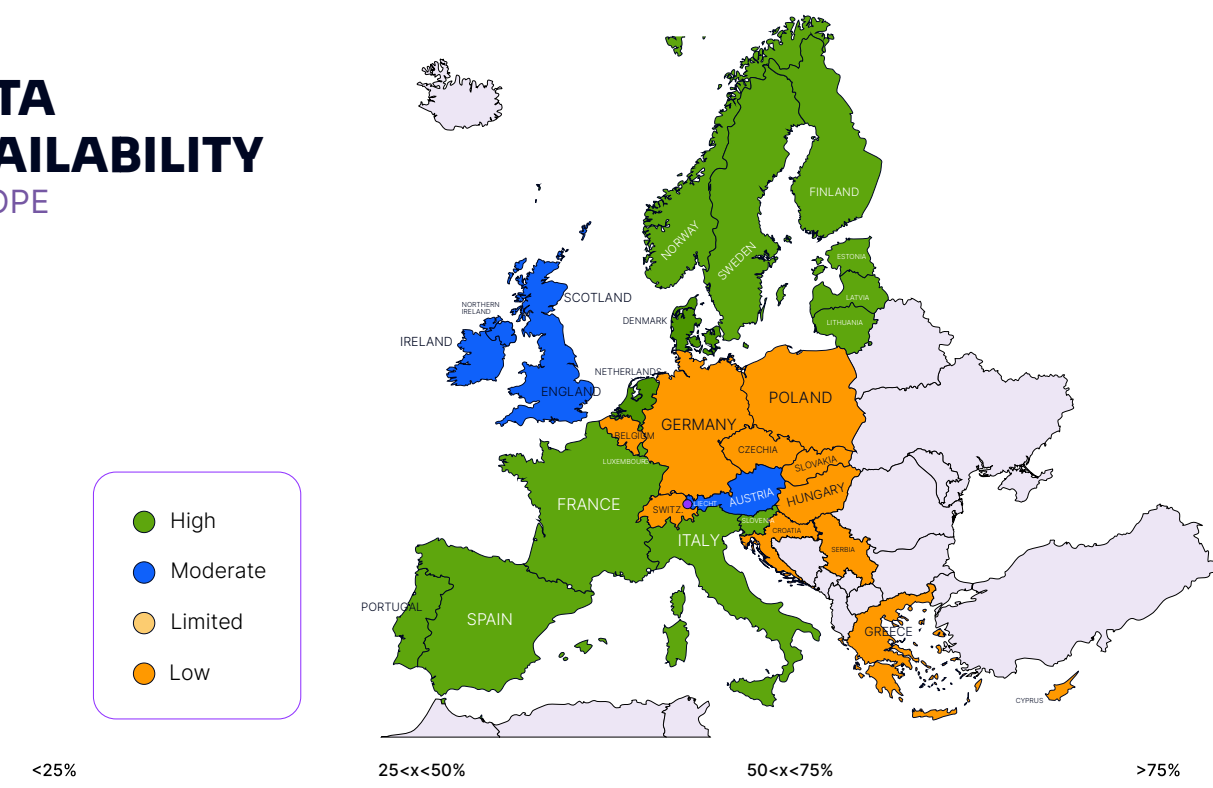 TA
AILABILITY
OPE
FINLAND
NORWAY
SWEDEN
ESTONIA
LATVIA
LITHUANIA
SCOTLAND
NORTHERN
IRELAND
DENMARK
IRELAND
NETHERLANDS
ENGLAND
POLAND
GERMANY
BELGIUM
CZECHIA
LUXEMBOURG
SLOVAKIA
FRANCE
SWITZ.
LIECHT.
AUSTRIA
HUNGARY
SLOVENIA
CROATIA
ITALY
SERBIA
PORTUGAL
SPAIN
GREECE
CYPRUS
High
Moderate
Limited
Low
<25%
25<x<50%
50<x<75%
>75%